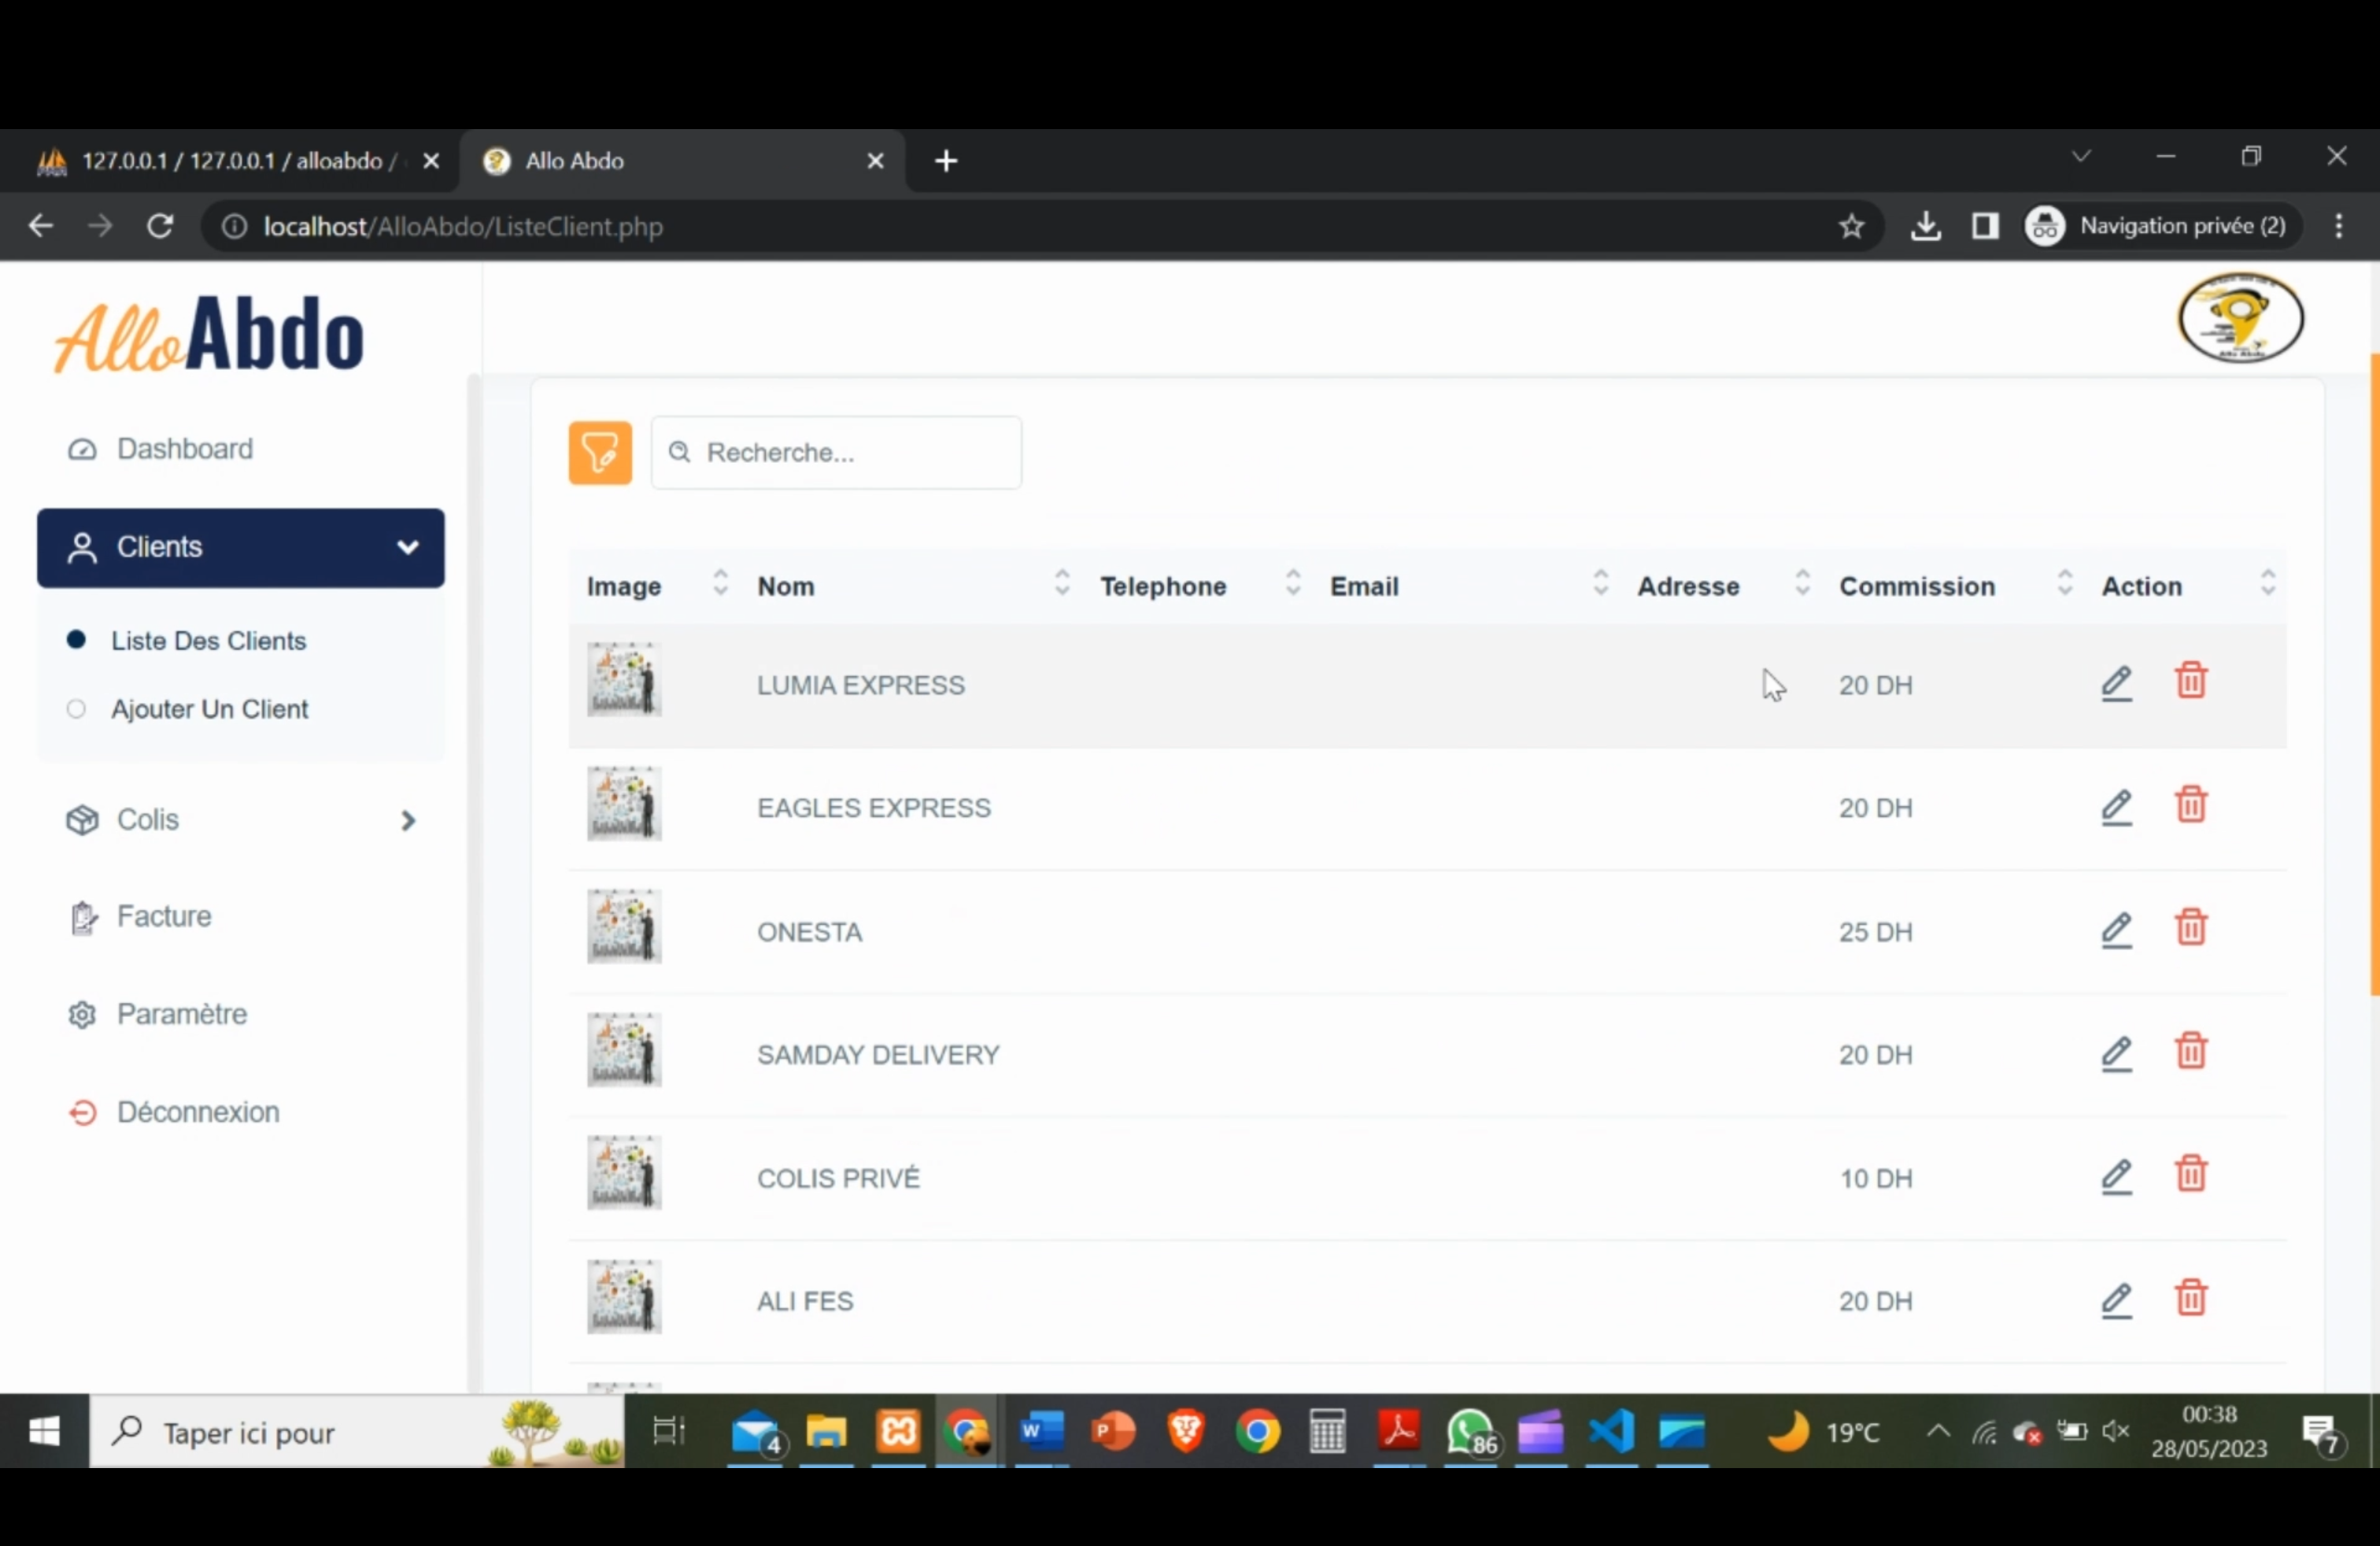 127.0.0.1 / 127.0.0.1 / alloabdo /
Allo Abdo
localhost/AlloAbdo/ListeClient.php
Navigation privée (2)
AlloAbdo
Allo Abdo
Dashboard
Clients
Liste Des Clients
Ajouter Un Client
Colis
Facture
Paramètre
Déconnexion
Recherche...
Image Nom Telephone Email Adresse Commission Action
LUMIA EXPRESS 20 DH
EAGLES EXPRESS 20 DH
ONESTA 25 DH
SAMDAY DELIVERY 20 DH
COLIS PRIVÉ 10 DH
ALI FES 20 DH
Taper ici pour
4
86
19°C
00:38
28/05/2023
7